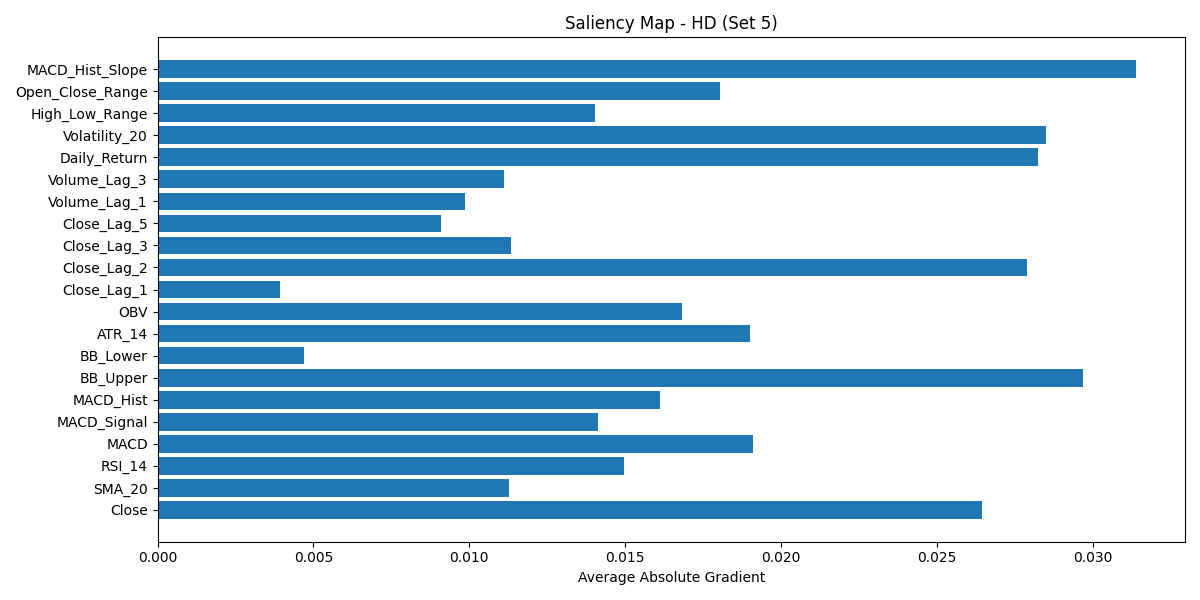 Saliency Map - HD (Set 5)
MACD_Hist_Slope
Open_Close_Range
High_Low_Range
Volatility_20
Daily_Return
Volume_Lag_3
Volume_Lag_1
Close_Lag_5
Close_Lag_3
Close_Lag_2
Close_Lag_1
OBV
ATR_14
BB_Lower
BB_Upper
MACD_Hist
MACD_Signal
MACD
RSI_14
SMA_20
Close
0.000 0.005 0.010 0.015 0.020 0.025 0.030
Average Absolute Gradient